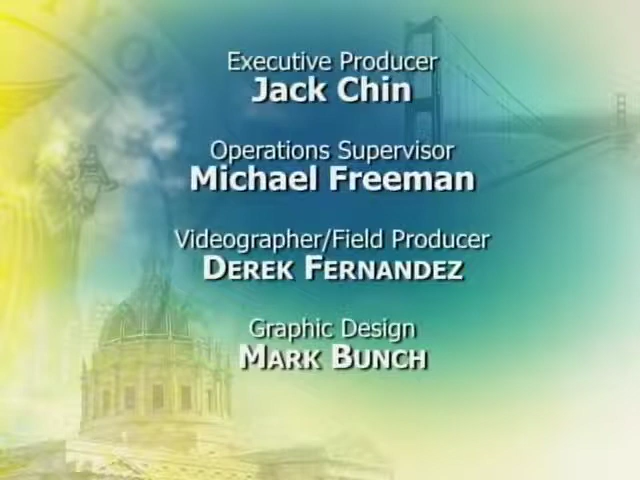 Executive Producer
Jack Chin
Operations Supervisor
Michael Freeman
Videographer/Field Producer
DEREK FERNANDEZ
Graphic Design
MARK BUNCH